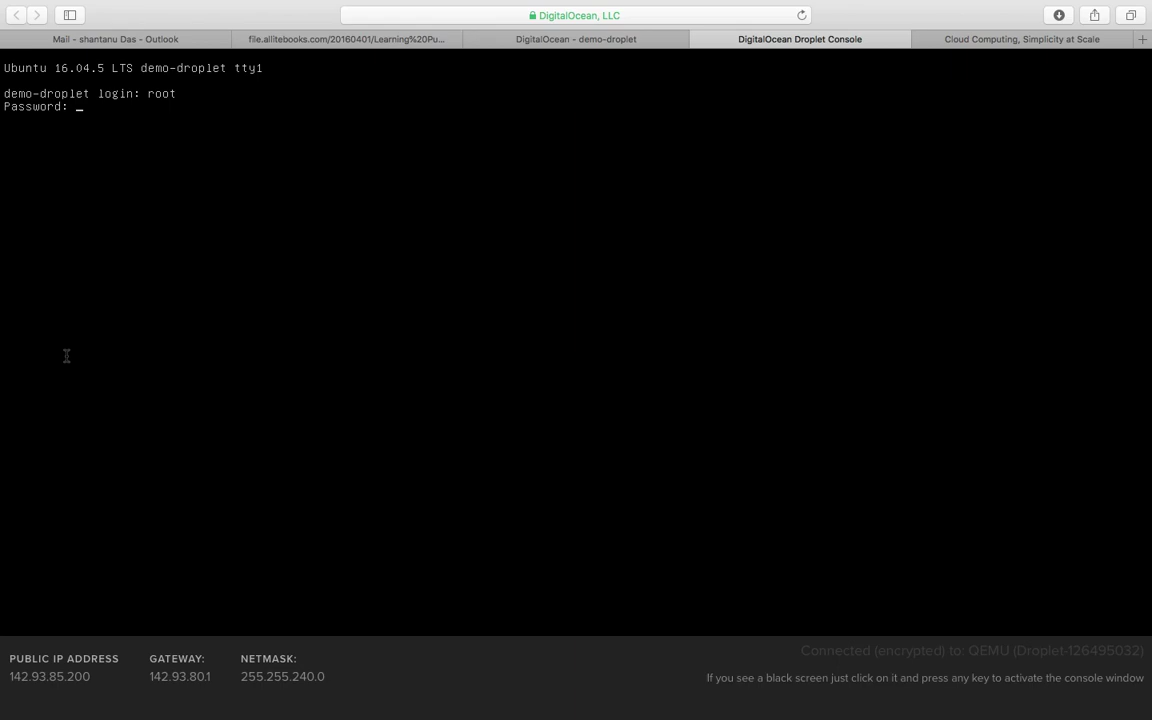 DigitalOcean, LLC
Mail - shantanu Das - Outlook
file.allitebooks.com/20160401/Learning%20Pu...
DigitalOcean - demo-droplet
DigitalOcean Droplet Console
Cloud Computing, Simplicity at Scale
Ubuntu 16.04.5 LTS demo-droplet tty1
demo-droplet login: root
Password: _
Connected (encrypted) to: QEMU (Droplet-126495032)
PUBLIC IP ADDRESS GATEWAY: NETMASK:
142.93.85.200 142.93.80.1 255.255.240.0
If you see a black screen just click on it and press any key to activate the console window